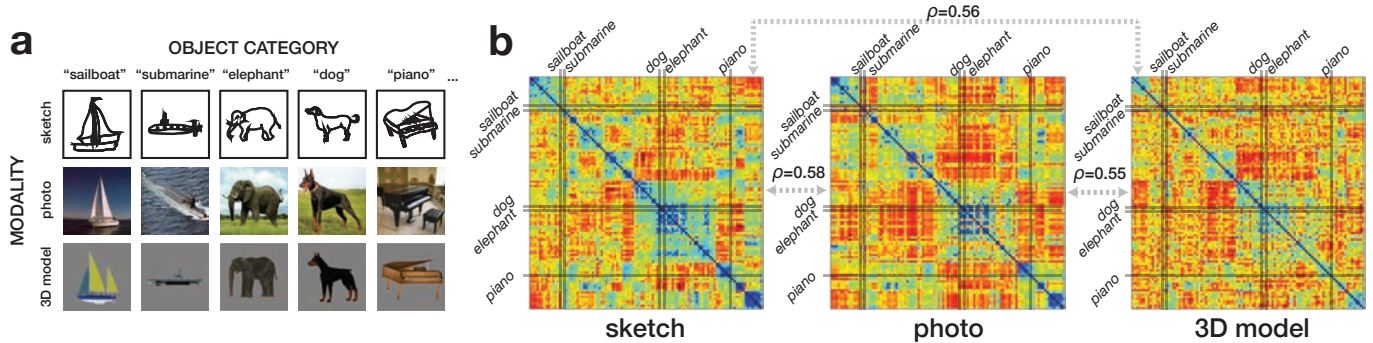 a
OBJECT CATEGORY
“sailboat” “submarine” “elephant” “dog” “piano” ...
MODALITY
sketch
photo
3D model
b
ρ=0.56
sailboat
submarine
dog
elephant
piano
sailboat
submarine
dog
elephant
piano
sketch
ρ=0.58
sailboat
submarine
dog
elephant
piano
sailboat
submarine
dog
elephant
piano
photo
ρ=0.55
sailboat
submarine
dog
elephant
piano
sailboat
submarine
dog
elephant
piano
3D model